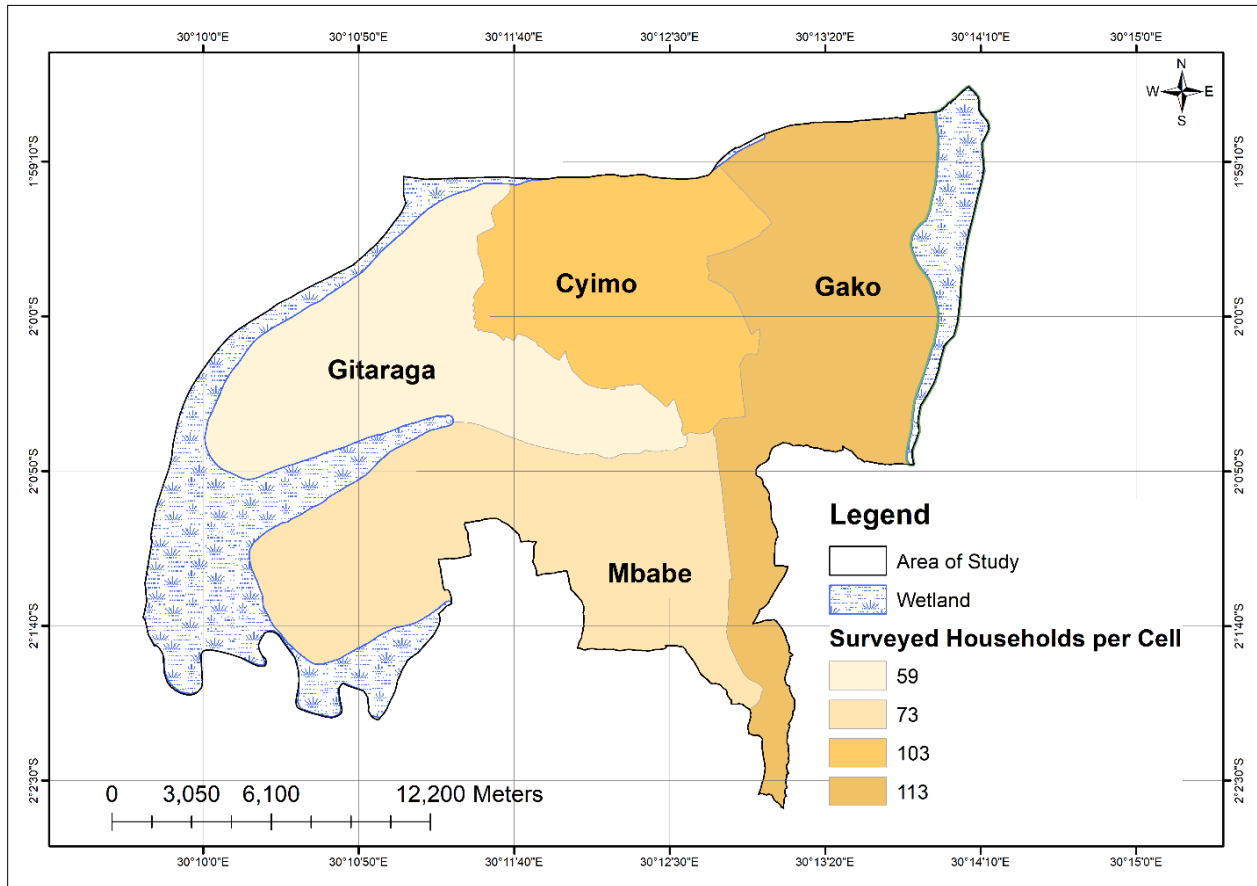 30°10'0"E 30°10'50"E 30°11'40"E 30°12'30"E 30°13'20"E 30°14'10"E 30°15'0"E
N
W E
S
1°59'10"S 1°59'10"S
Cyimo
Gako
2°0'0"S 2°0'0"S
Gitaraga
2°0'50"S 2°0'50"S
Legend
Area of Study
Mbabe
Wetland
2°1'40"S 2°1'40"S
Surveyed Households per Cell
59
73
103
2°2'30"S 2°2'30"S
113
0 3,050 6,100 12,200 Meters
30°10'0"E 30°10'50"E 30°11'40"E 30°12'30"E 30°13'20"E 30°14'10"E 30°15'0"E